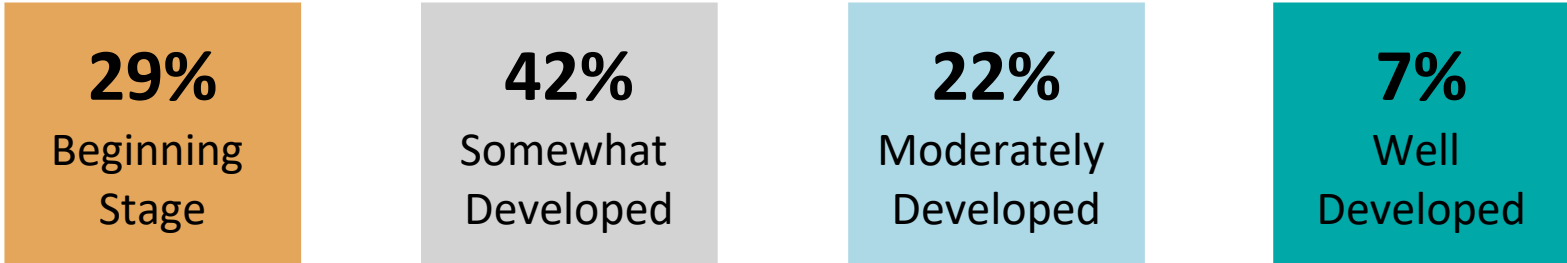 29%
Beginning
Stage
42%
Somewhat
Developed
22%
Moderately
Developed
7%
Well
Developed